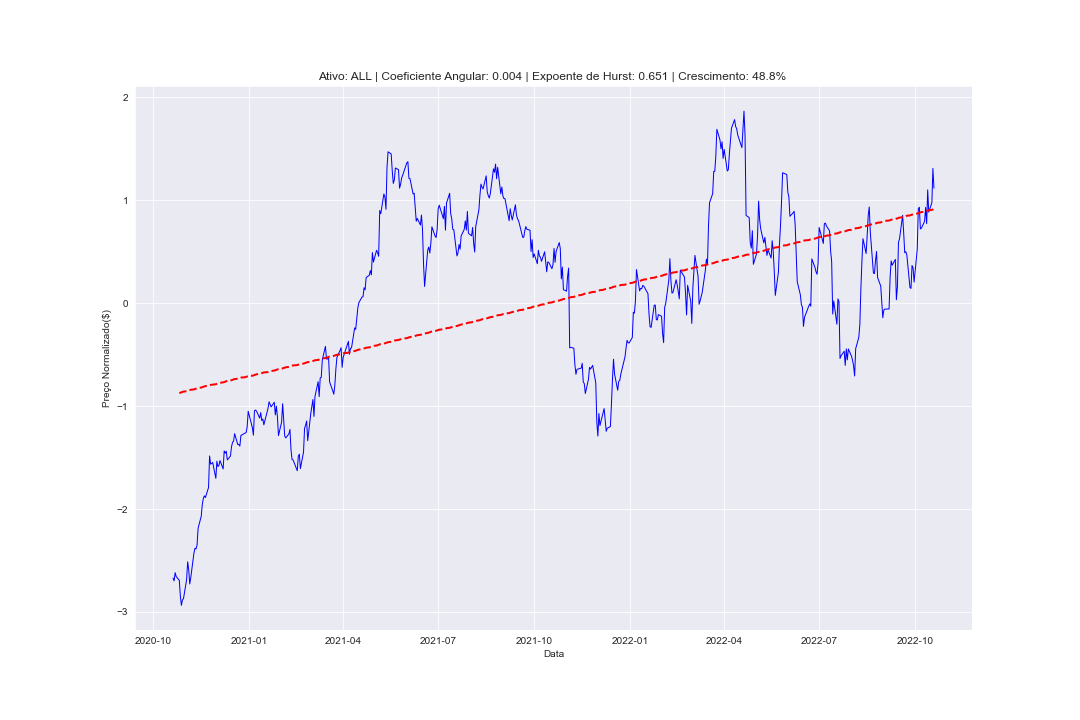 Ativo: ALL | Coeficiente Angular: 0.004 | Expoente de Hurst: 0.651 | Crescimento: 48.8%
2
1
0
−1
−2
−3
Preço Normalizado($)
2020-10 2021-01 2021-04 2021-07 2021-10 2022-01 2022-04 2022-07 2022-10
Data